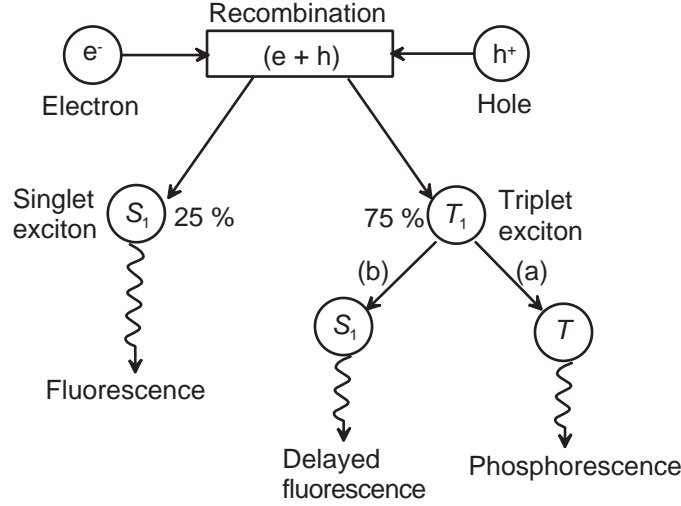 Recombination
e⁻
(e + h)
h⁺
Electron
Hole
Singlet
exciton
S₁
25 %
75 %
T₁
Triplet
exciton
(b)
(a)
S₁
T
Fluorescence
Delayed
fluorescence
Phosphorescence